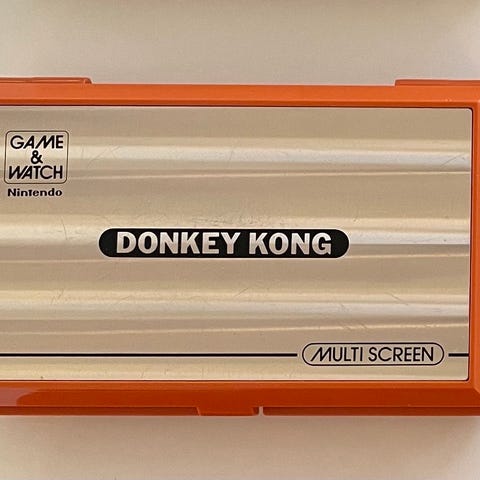 GAME
&
WATCH
Nintendo
DONKEY KONG
MULTI SCREEN